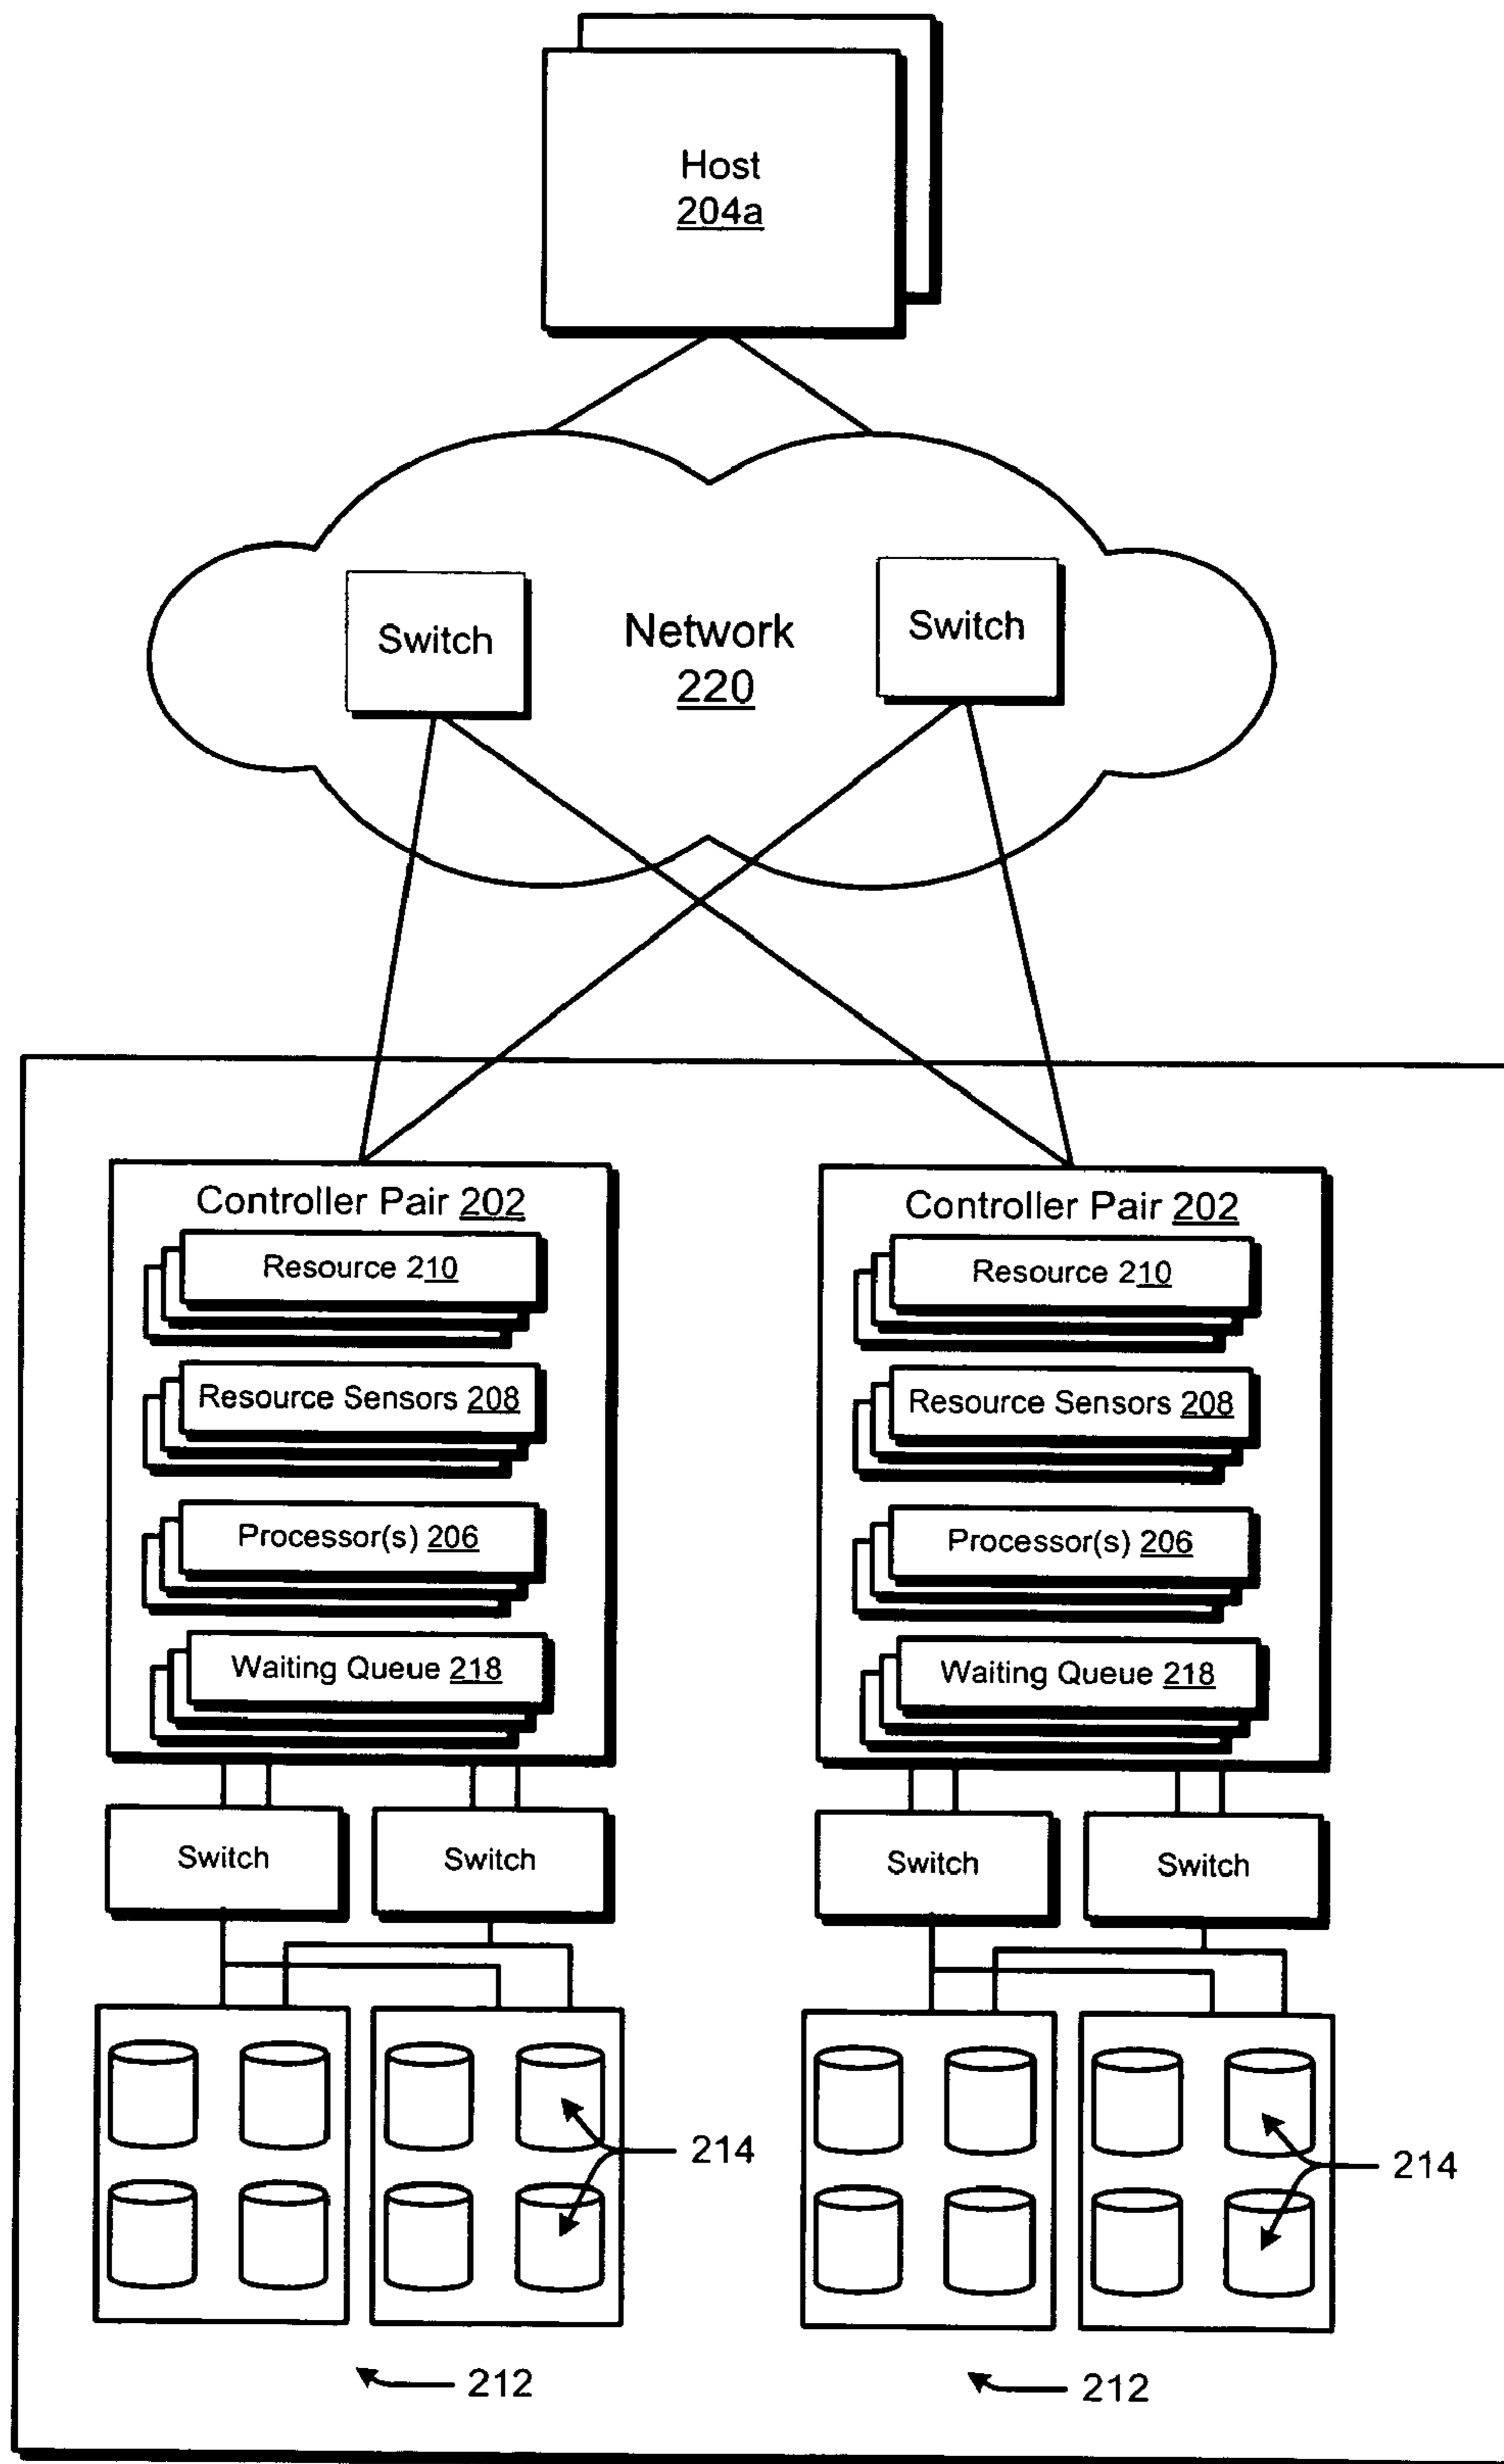 Host
204a
Switch
Network
220
Switch
Controller Pair 202
Resource 210
Resource Sensors 208
Processor(s) 206
Waiting Queue 218
Switch
Switch
214
212
Controller Pair 202
Resource 210
Resource Sensors 208
Processor(s) 206
Waiting Queue 218
Switch
Switch
214
212